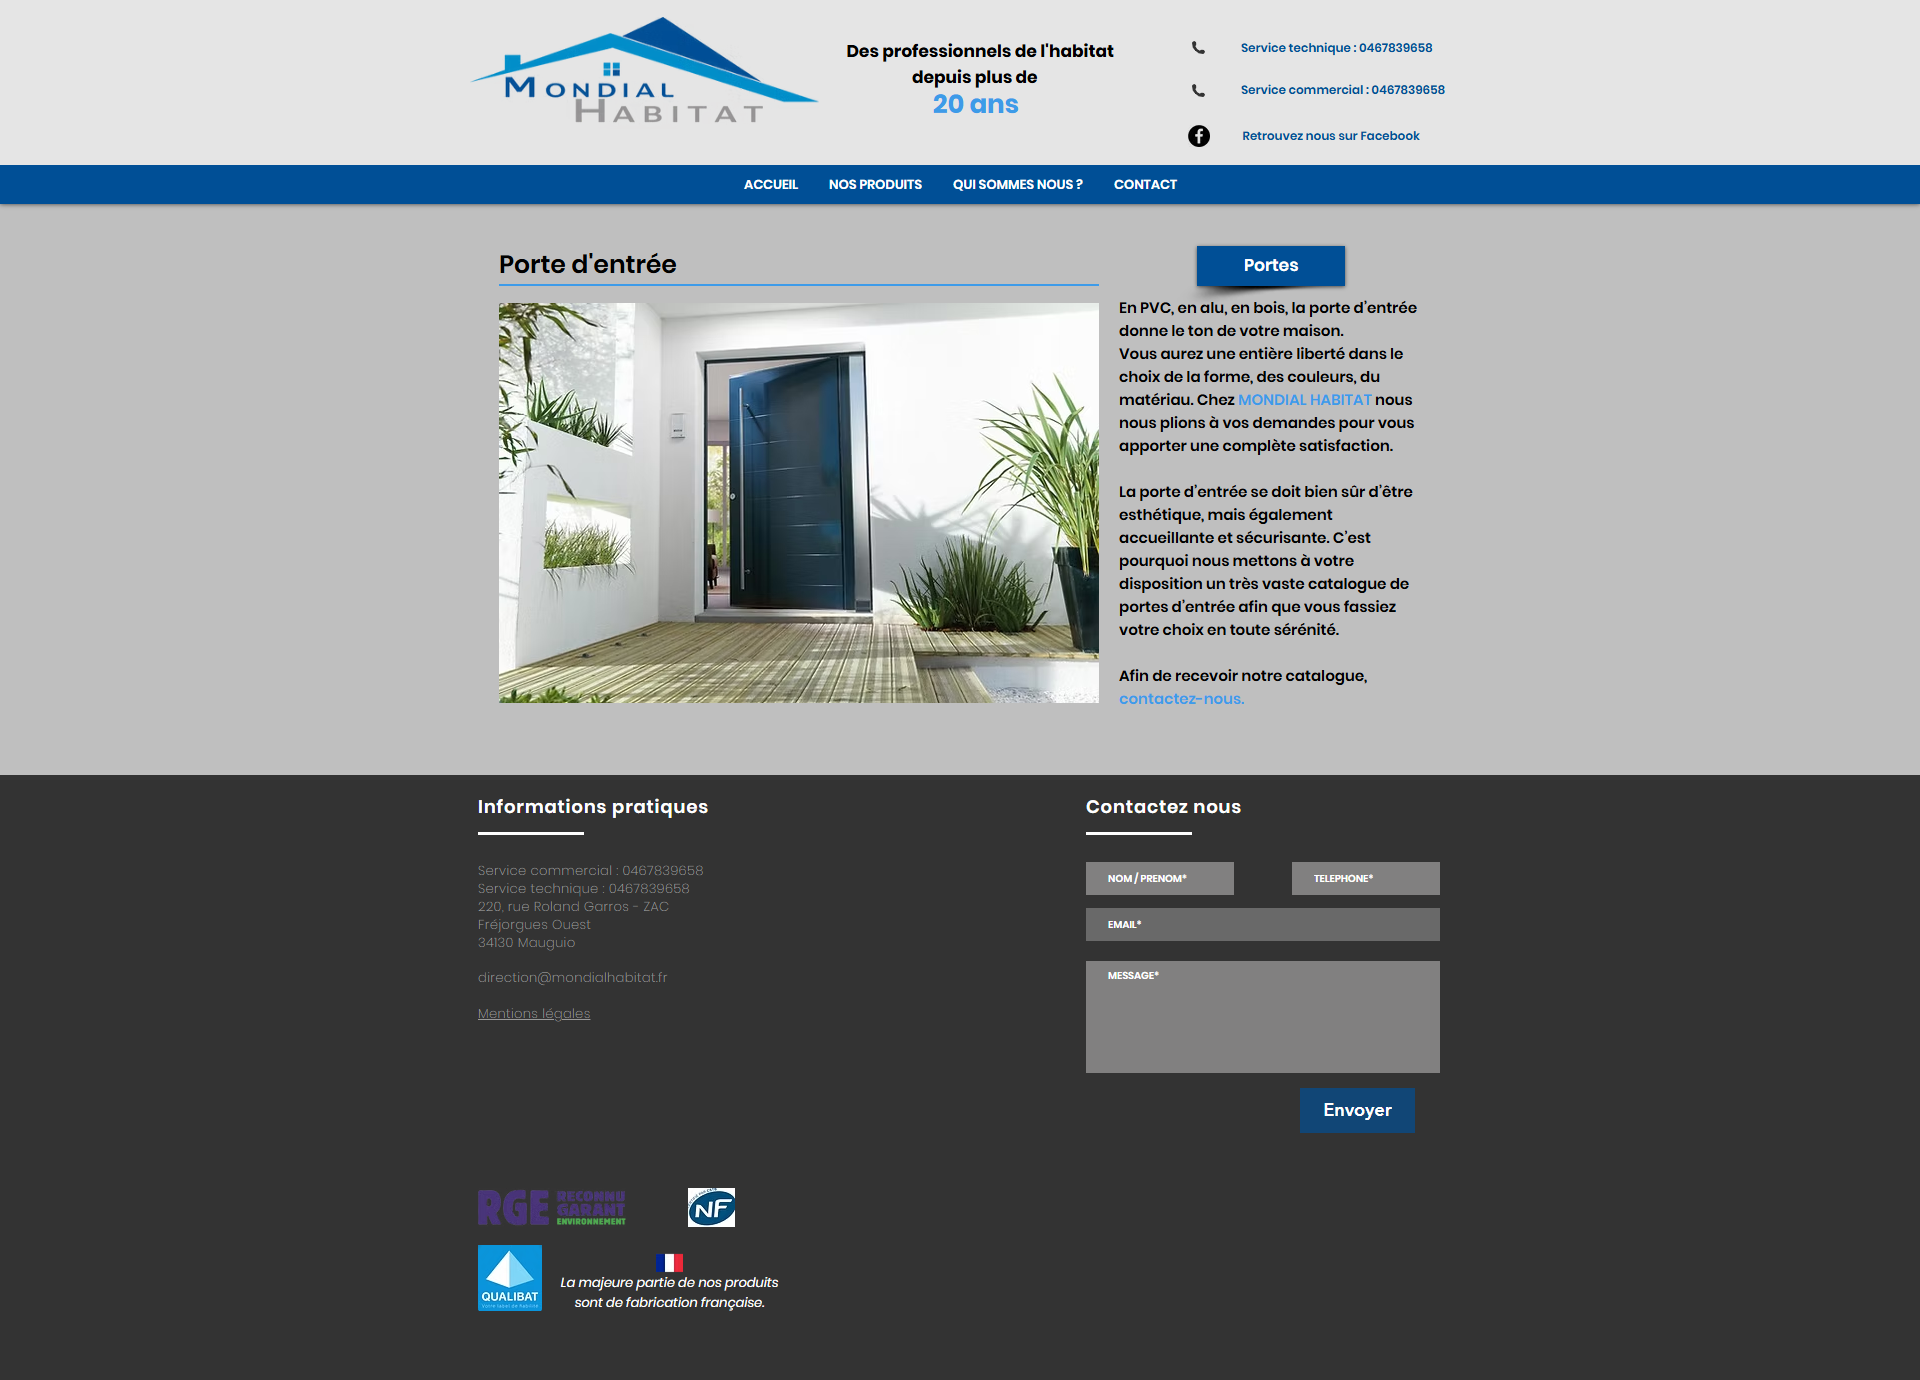 MONDIAL
HABITAT
Des professionnels de l'habitat
depuis plus de
20 ans
Service technique : 0467839658
Service commercial : 0467839658
Retrouvez nous sur Facebook
ACCUEIL
NOS PRODUITS
QUI SOMMES NOUS ?
CONTACT
Porte d'entrée
Portes
En PVC, en alu, en bois, la porte d’entrée
donne le ton de votre maison.
Vous aurez une entière liberté dans le
choix de la forme, des couleurs, du
matériau. Chez MONDIAL HABITAT nous
nous plions à vos demandes pour vous
apporter une complète satisfaction.
La porte d’entrée se doit bien sûr d’être
esthétique, mais également
accueillante et sécurisante. C’est
pourquoi nous mettons à votre
disposition un très vaste catalogue de
portes d’entrée afin que vous fassiez
votre choix en toute sérénité.
Afin de recevoir notre catalogue,
contactez-nous.
Informations pratiques
Service commercial : 0467839658
Service technique : 0467839658
220, rue Roland Garros - ZAC
Fréjorgues Ouest
34130 Mauguio
direction@mondialhabitat.fr
Mentions légales
Contactez nous
NOM / PRENOM*
TELEPHONE*
EMAIL*
MESSAGE*
Envoyer
RGE
RECONNU
GARANT
ENVIRONNEMENT
NF
QUALIBAT
La majeure partie de nos produits
sont de fabrication française.